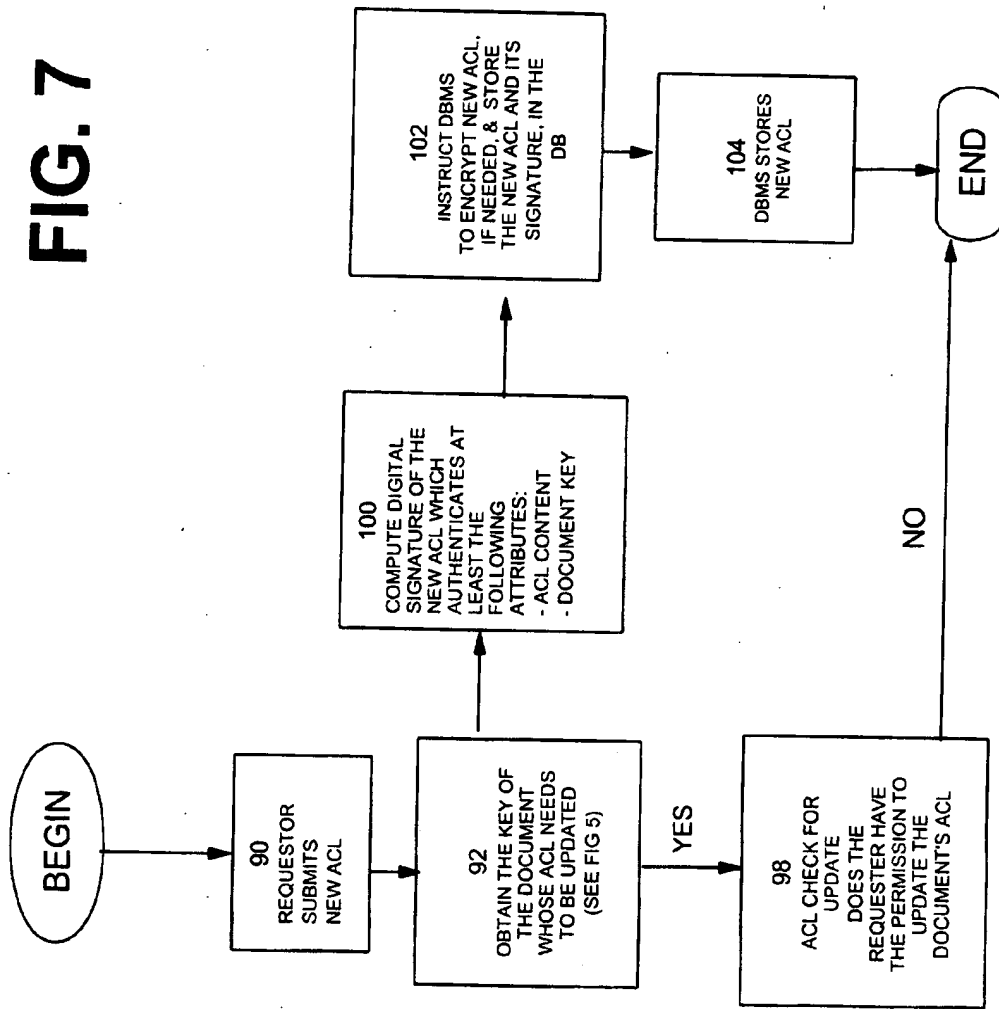 FIG. 7
BEGIN
90
REQUESTOR
SUBMITS
NEW ACL
92
OBTAIN THE KEY OF
THE DOCUMENT
WHOSE ACL NEEDS
TO BE UPDATED
(SEE FIG 5)
YES
98
ACL CHECK FOR
UPDATE
DOES THE
REQUESTER HAVE
THE PERMISSION TO
UPDATE THE
DOCUMENT'S ACL
100
COMPUTE DIGITAL
SIGNATURE OF THE
NEW ACL WHICH
AUTHENTICATES AT
LEAST THE
FOLLOWING
ATTRIBUTES:
- ACL CONTENT
- DOCUMENT KEY
102
INSTRUCT DBMS
TO ENCRYPT NEW ACL,
IF NEEDED, & STORE
THE NEW ACL AND ITS
SIGNATURE, IN THE
DB
104
DBMS STORES
NEW ACL
NO
END